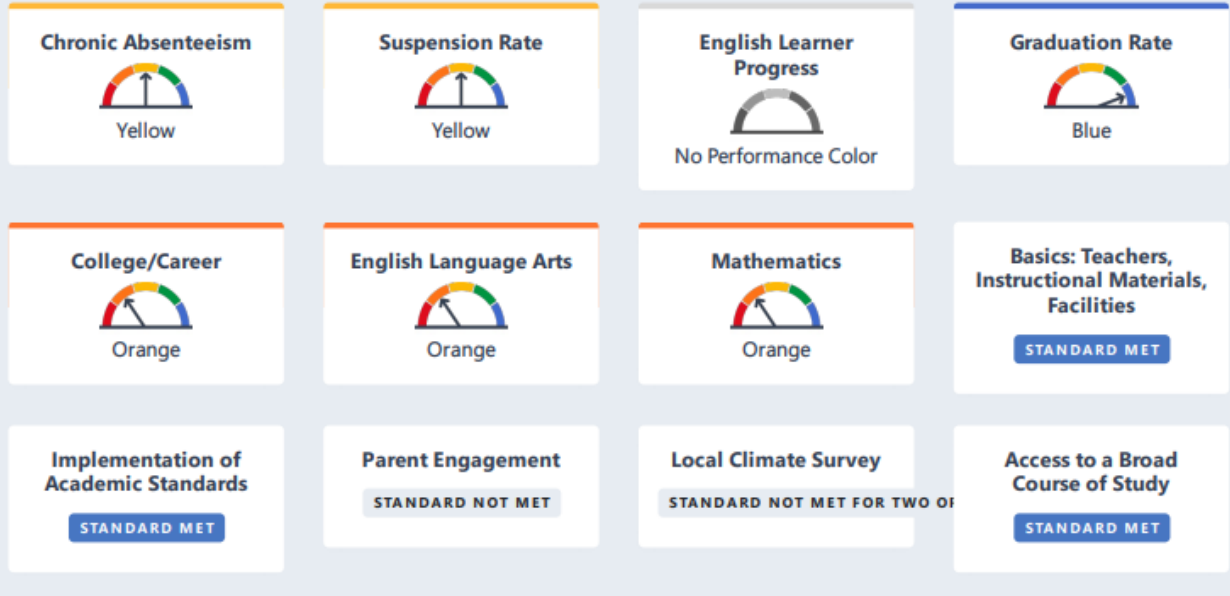 Chronic Absenteeism
Yellow
Suspension Rate
Yellow
English Learner
Progress
No Performance Color
Graduation Rate
Blue
College/Career
Orange
English Language Arts
Orange
Mathematics
Orange
Basics: Teachers,
Instructional Materials,
Facilities
STANDARD MET
Implementation of
Academic Standards
STANDARD MET
Parent Engagement
STANDARD NOT MET
Local Climate Survey
STANDARD NOT MET FOR TWO
Access to a Broad
Course of Study
STANDARD MET